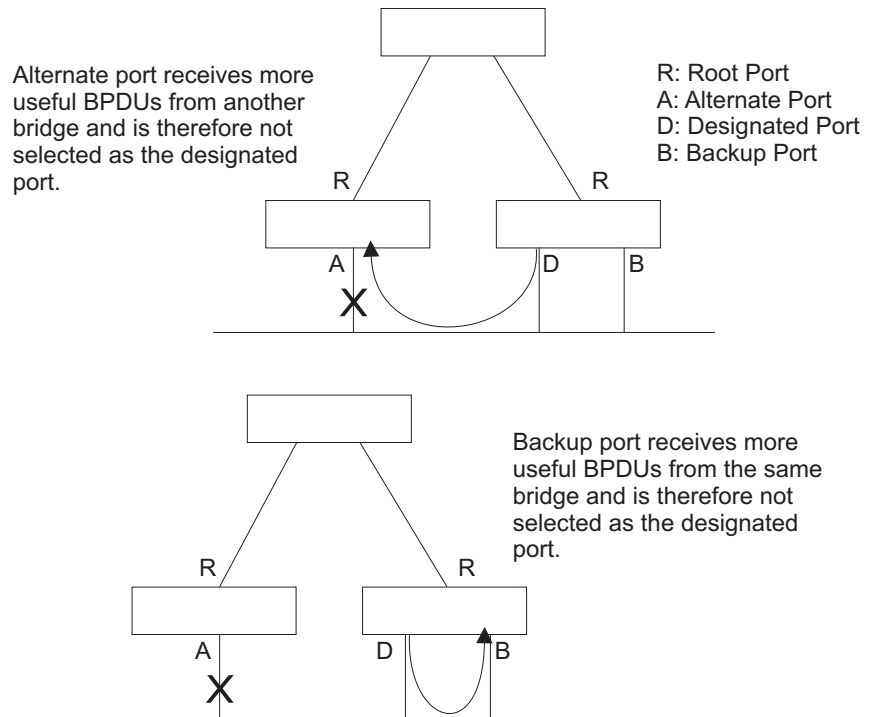 Alternate port receives more
useful BPDUs from another
bridge and is therefore not
selected as the designated
port.
R: Root Port
A: Alternate Port
D: Designated Port
B: Backup Port
R
R
A
D
B
X
Backup port receives more
useful BPDUs from the same
bridge and is therefore not
selected as the designated
port.
R
R
A
D
B
X